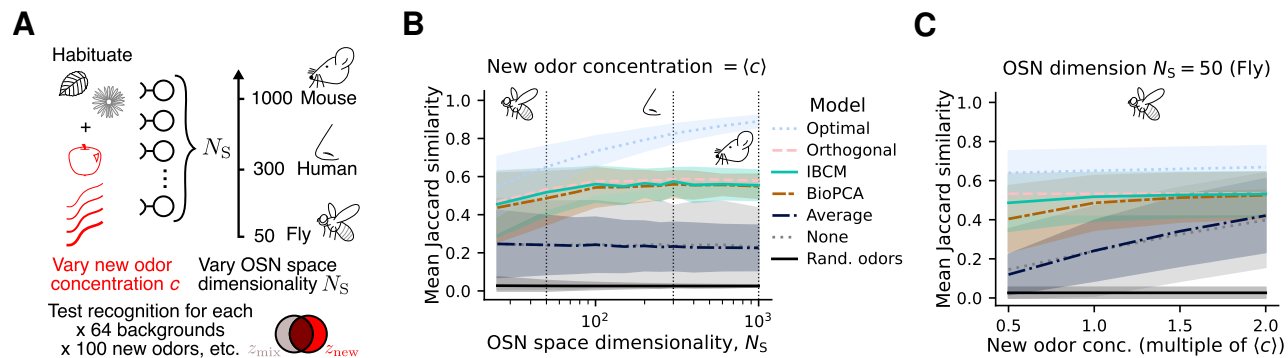 A
Habituate
+
N_S
1000 Mouse
300
Human
50 Fly
Vary new odor
concentration c
Vary OSN space
dimensionality N_S
Test recognition for each
x 64 backgrounds
x 100 new odors, etc.
z_mix
z_new
B
New odor concentration = ⟨c⟩
Mean Jaccard similarity
1.0
0.8
0.6
0.4
0.2
0.0
10²
10³
OSN space dimensionality, N_S
Model
Optimal
Orthogonal
IBCM
BioPCA
Average
None
Rand. odors
C
OSN dimension N_S = 50 (Fly)
Mean Jaccard similarity
1.0
0.8
0.6
0.4
0.2
0.0
0.5
1.0
1.5
2.0
New odor conc. (multiple of ⟨c⟩)